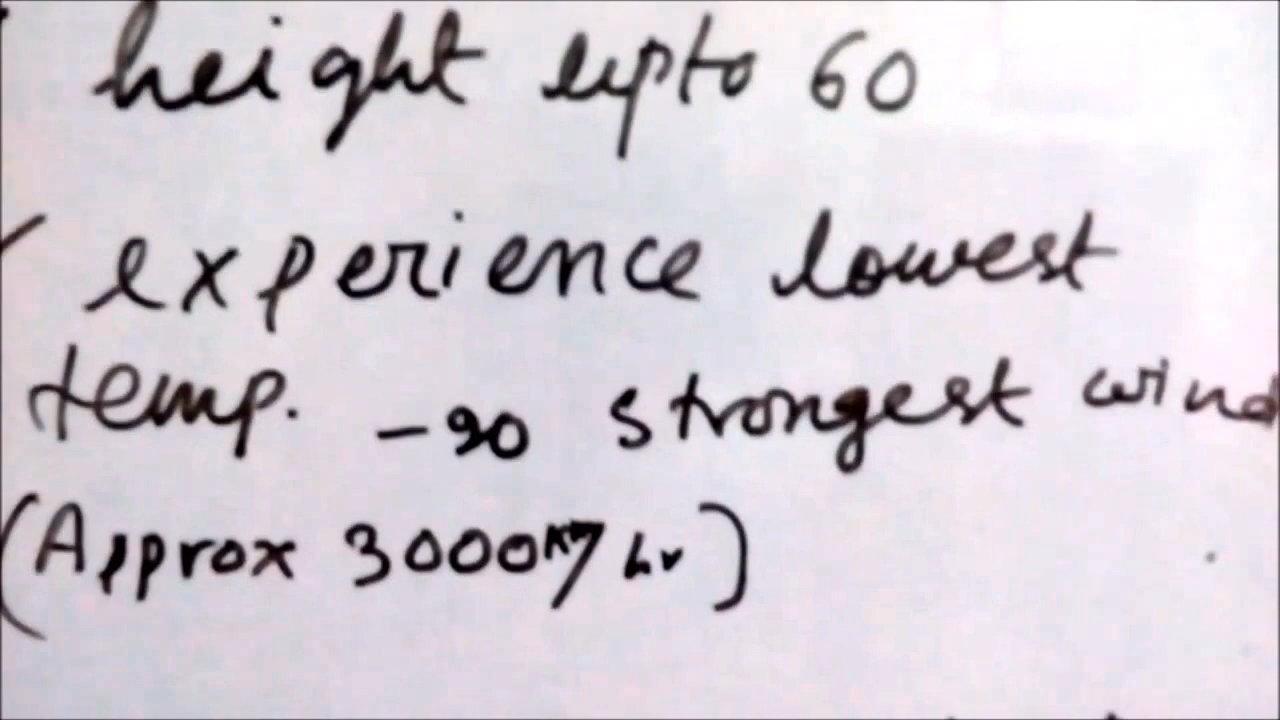 height upto 60
experience lowest
temp. -90 strongest wind
(Approx 3000km/hr)